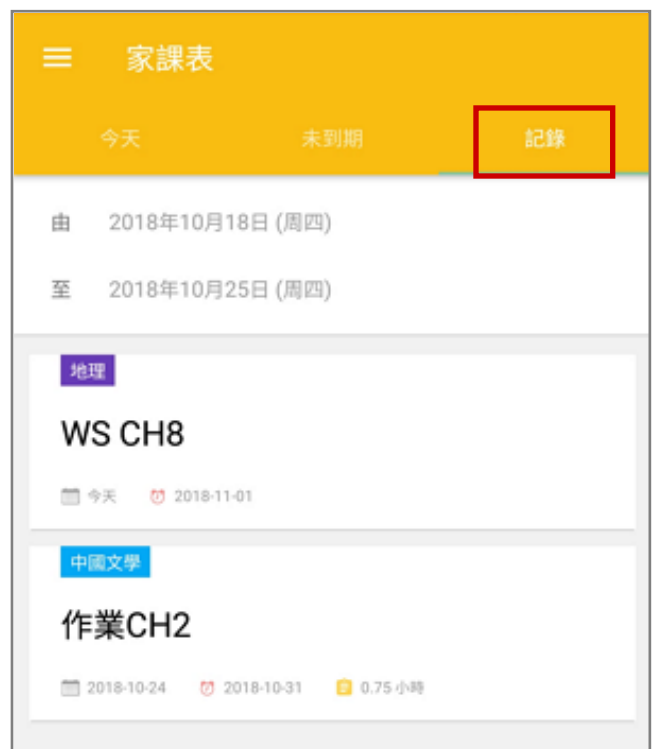 家課表
今天 未到期 記錄
由 2018年10月18日 (周四)
至 2018年10月25日 (周四)
地理
WS CH8
今天 2018-11-01
中國文學
作業CH2
2018-10-24 2018-10-31 0.75 小時